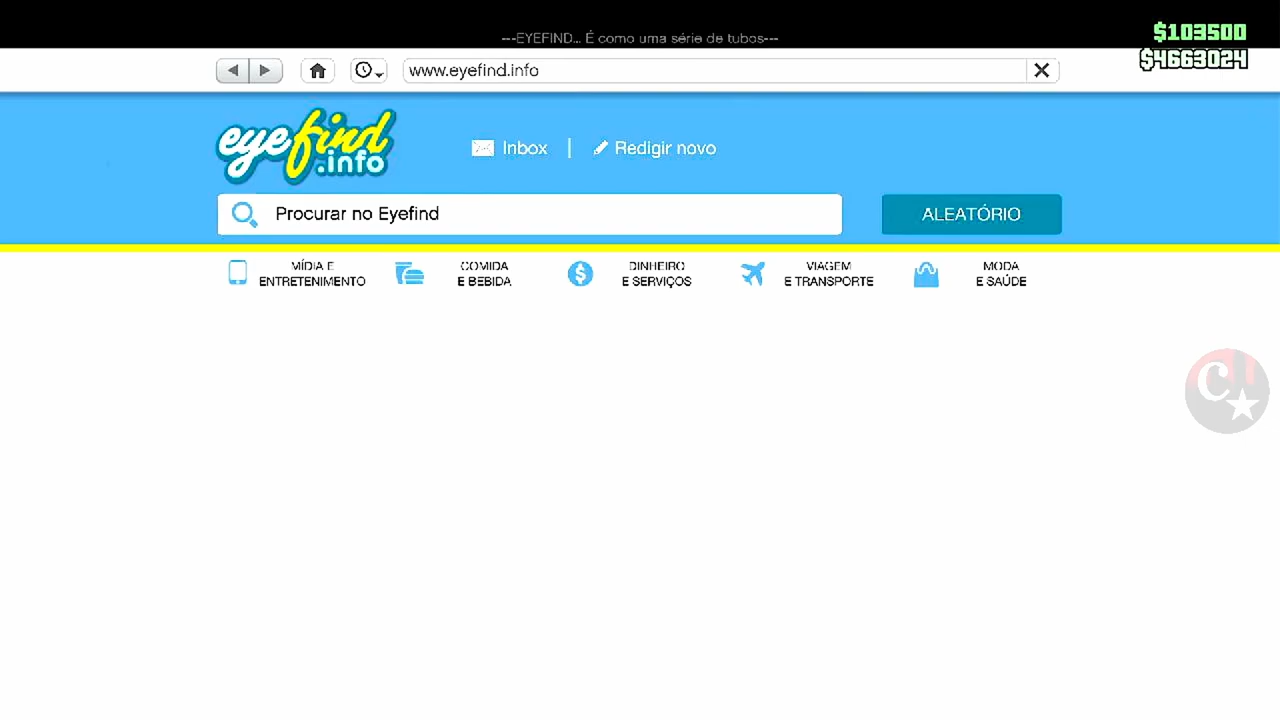 ---EYEFIND... É como uma série de tubos---
$103500
$4663024
www.eyefind.info
eyefind
.info
Inbox | Redigir novo
Procurar no Eyefind
ALEATÓRIO
MÍDIA E
ENTRETENIMENTO
COMIDA
E BEBIDA
DINHEIRO
E SERVIÇOS
VIAGEM
E TRANSPORTE
MODA
E SAÚDE
C